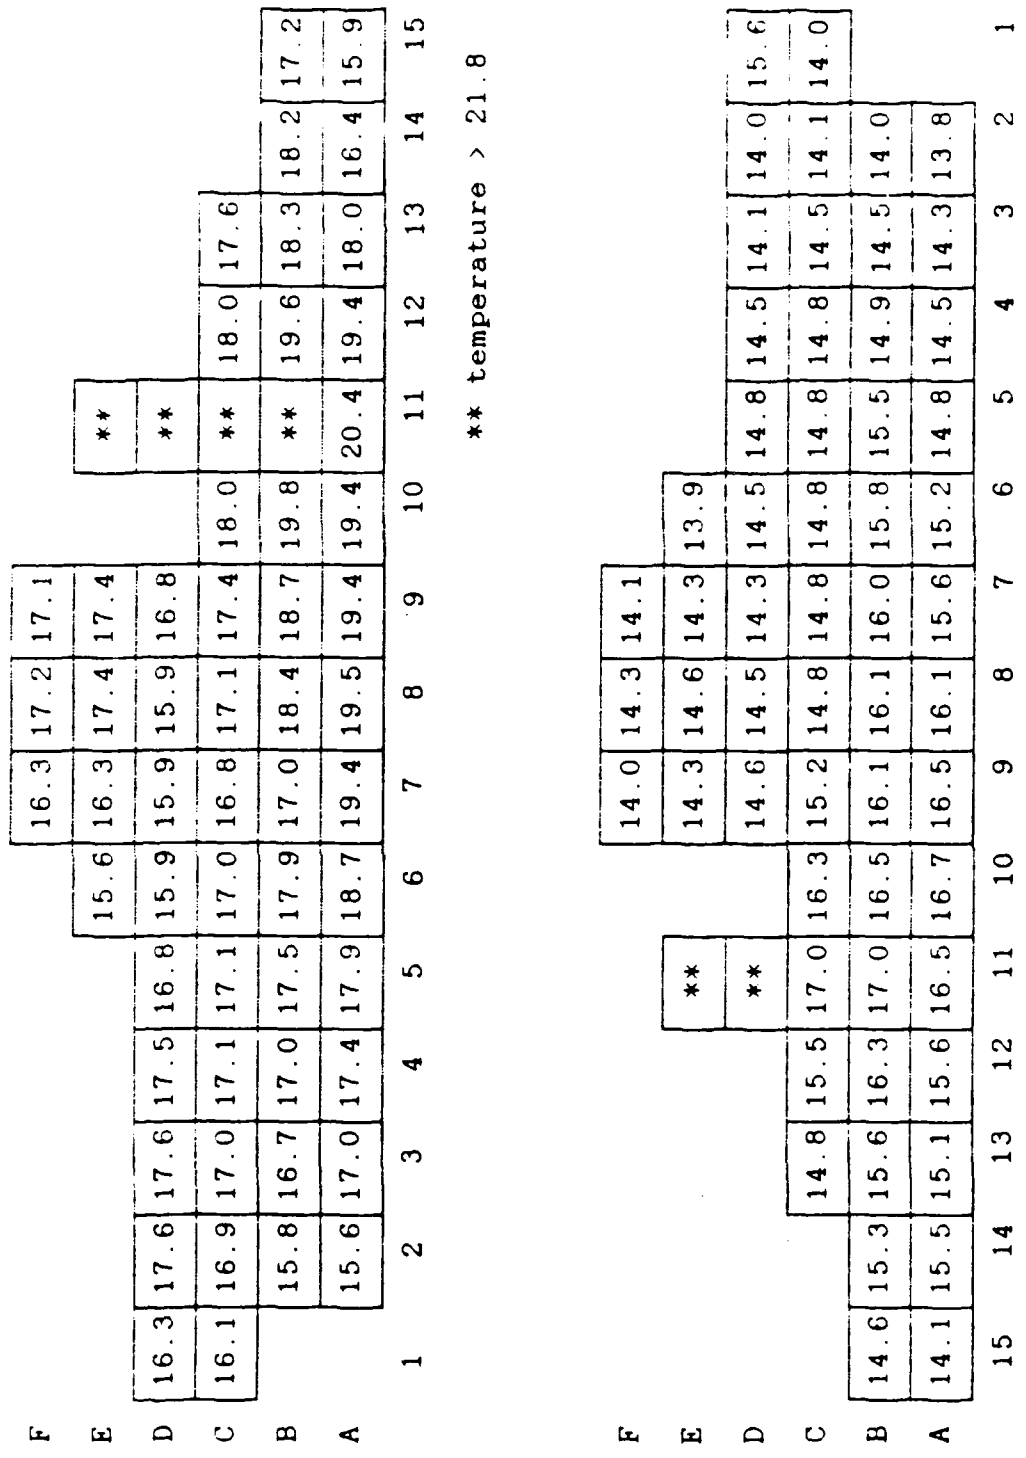 F 16.3 17.2 17.1
E 15.6 16.3 17.4 17.4 **
D 16.3 17.6 17.6 17.5 16.8 15.9 15.9 15.9 16.8 **
C 16.1 16.9 17.0 17.1 17.1 17.0 16.8 17.1 17.4 18.0 ** 18.0 17.6
B 15.8 16.7 17.0 17.5 17.9 17.0 18.4 18.7 19.8 ** 19.6 18.3 18.2 17.2
A 15.6 17.0 17.4 17.9 18.7 19.4 19.5 19.4 19.4 20.4 19.4 18.0 16.4 15.9
1 2 3 4 5 6 7 8 9 10 11 12 13 14 15
** temperature > 21.8
F 14.0 14.3 14.1
E ** 14.3 14.6 14.3 13.9
D ** 14.6 14.5 14.3 14.5 14.8 14.5 14.1 14.0 15.6
C 14.8 15.5 17.0 16.3 15.2 14.8 14.8 14.8 14.8 14.8 14.5 14.1 14.0
B 14.6 15.3 15.6 16.3 17.0 16.5 16.1 16.1 16.0 15.8 15.5 14.9 14.5 14.0
A 14.1 15.5 15.1 15.6 16.5 16.7 16.5 16.1 15.6 15.2 14.8 14.5 14.3 13.8
15 14 13 12 11 10 9 8 7 6 5 4 3 2 1